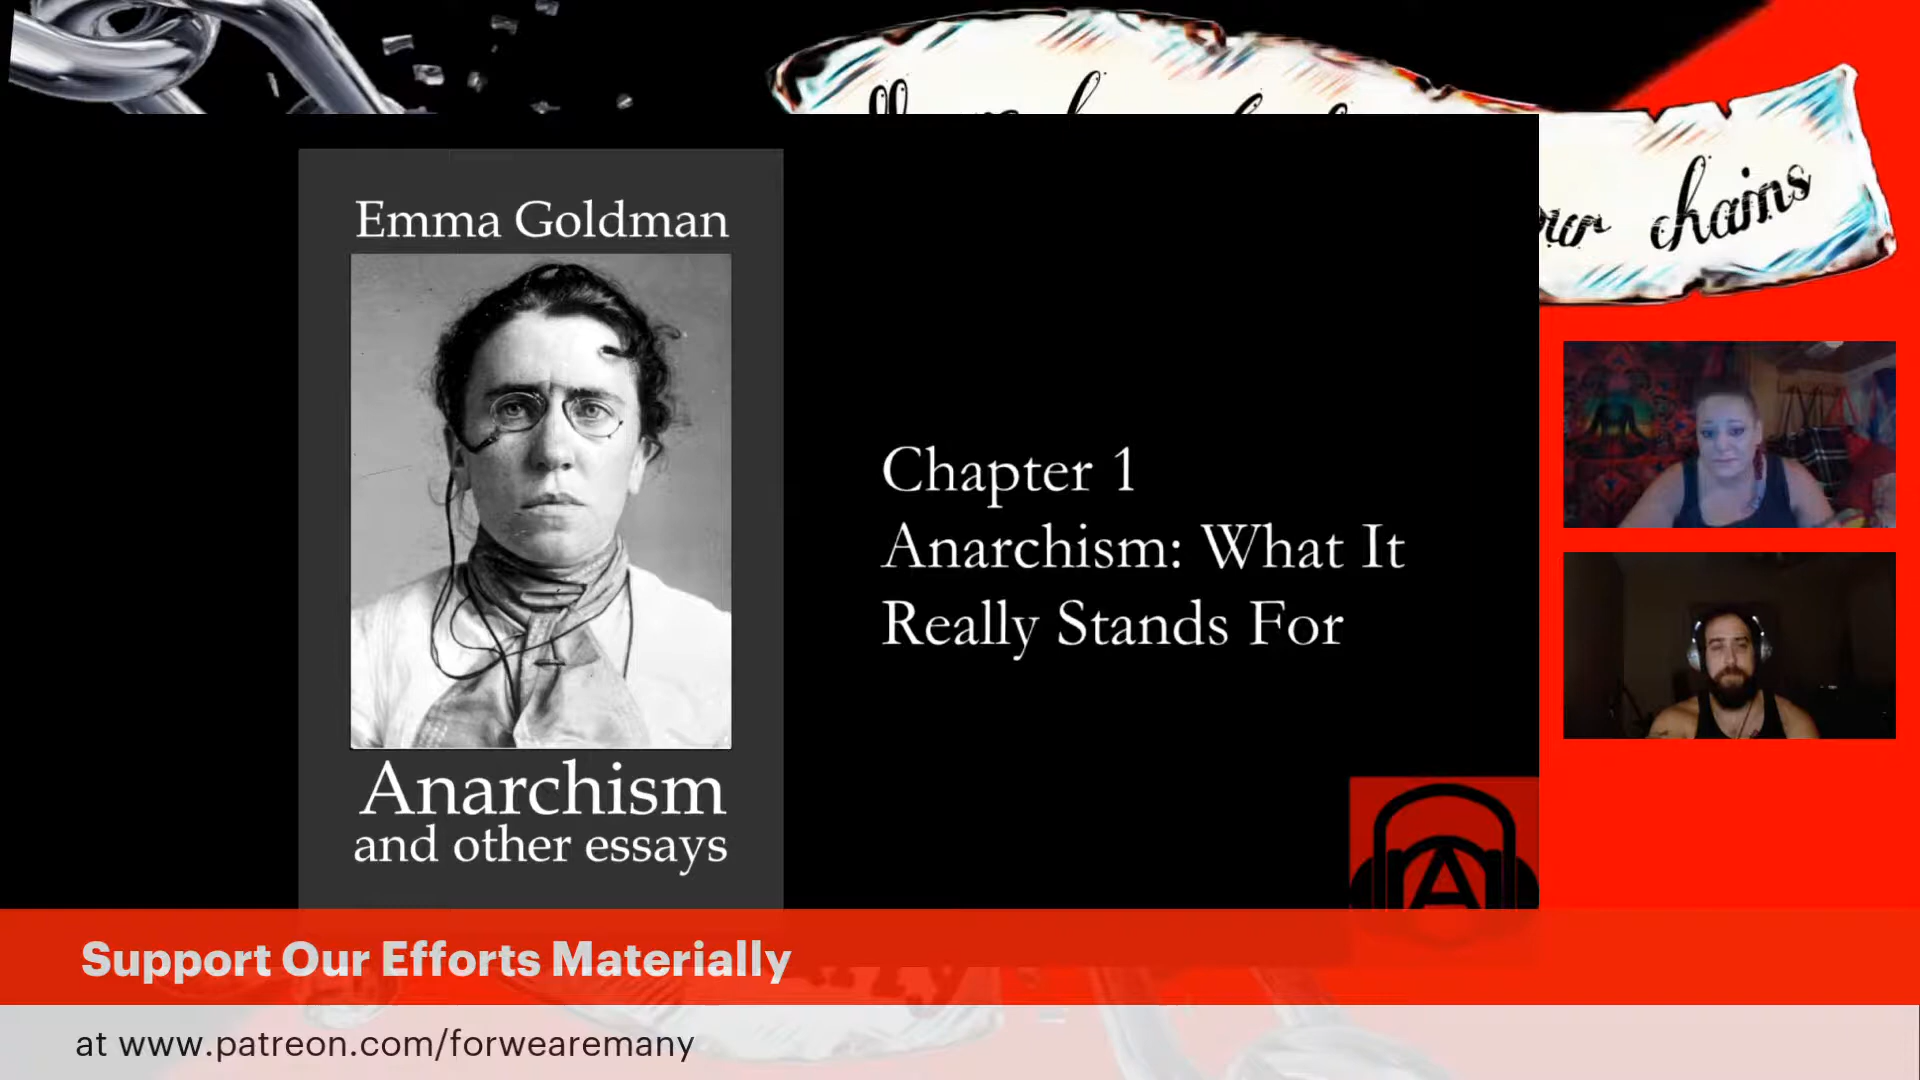 our chains
Emma Goldman
Anarchism
and other essays
Chapter 1
Anarchism: What It
Really Stands For
A
Support Our Efforts Materially
at www.patreon.com/forwearemany